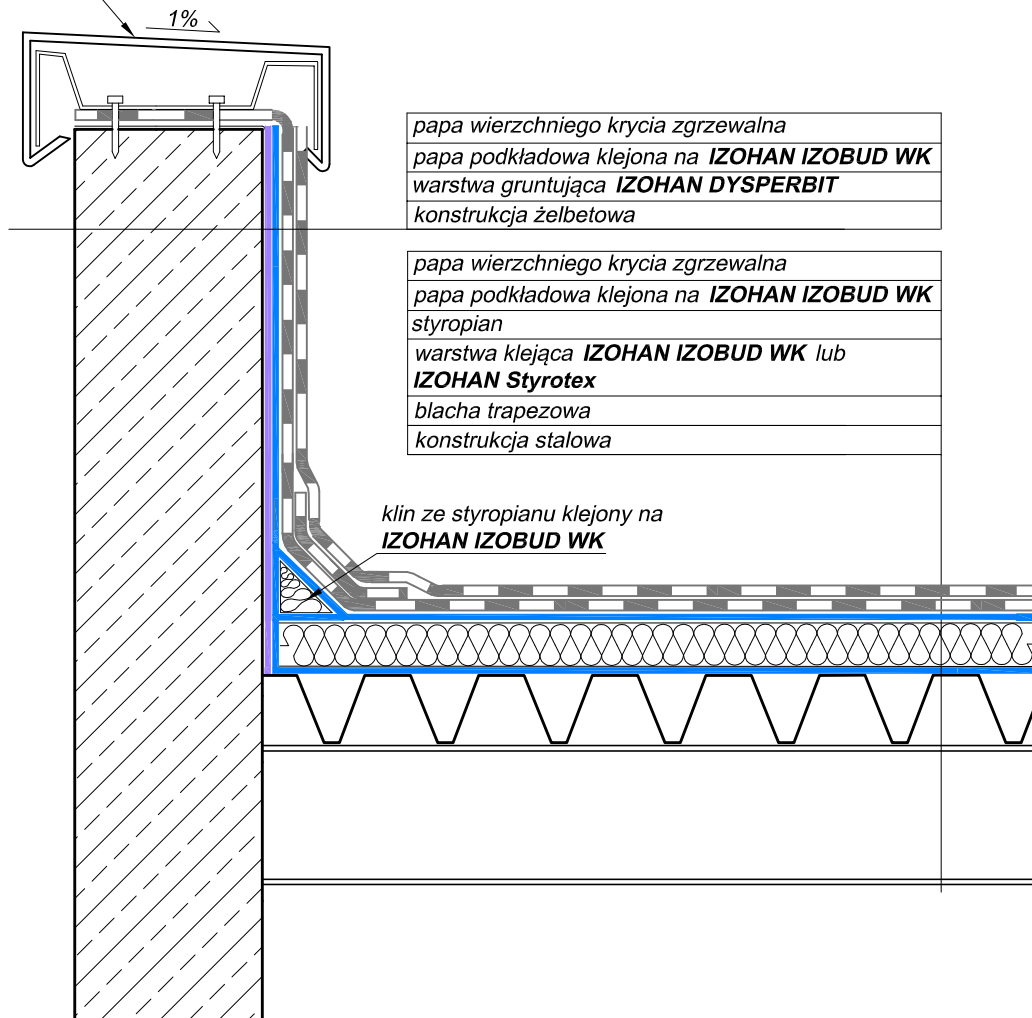 1%
papa wierzchniego krycia zgrzewalna
papa podkładowa klejona na IZOHAN IZOBUD WK
warstwa gruntująca IZOHAN DYSPERBIT
konstrukcja żelbetowa
papa wierzchniego krycia zgrzewalna
papa podkładowa klejona na IZOHAN IZOBUD WK
styropian
warstwa klejąca IZOHAN IZOBUD WK lub
IZOHAN Styrotex
blacha trapezowa
konstrukcja stalowa
klin ze styropianu klejony na
IZOHAN IZOBUD WK